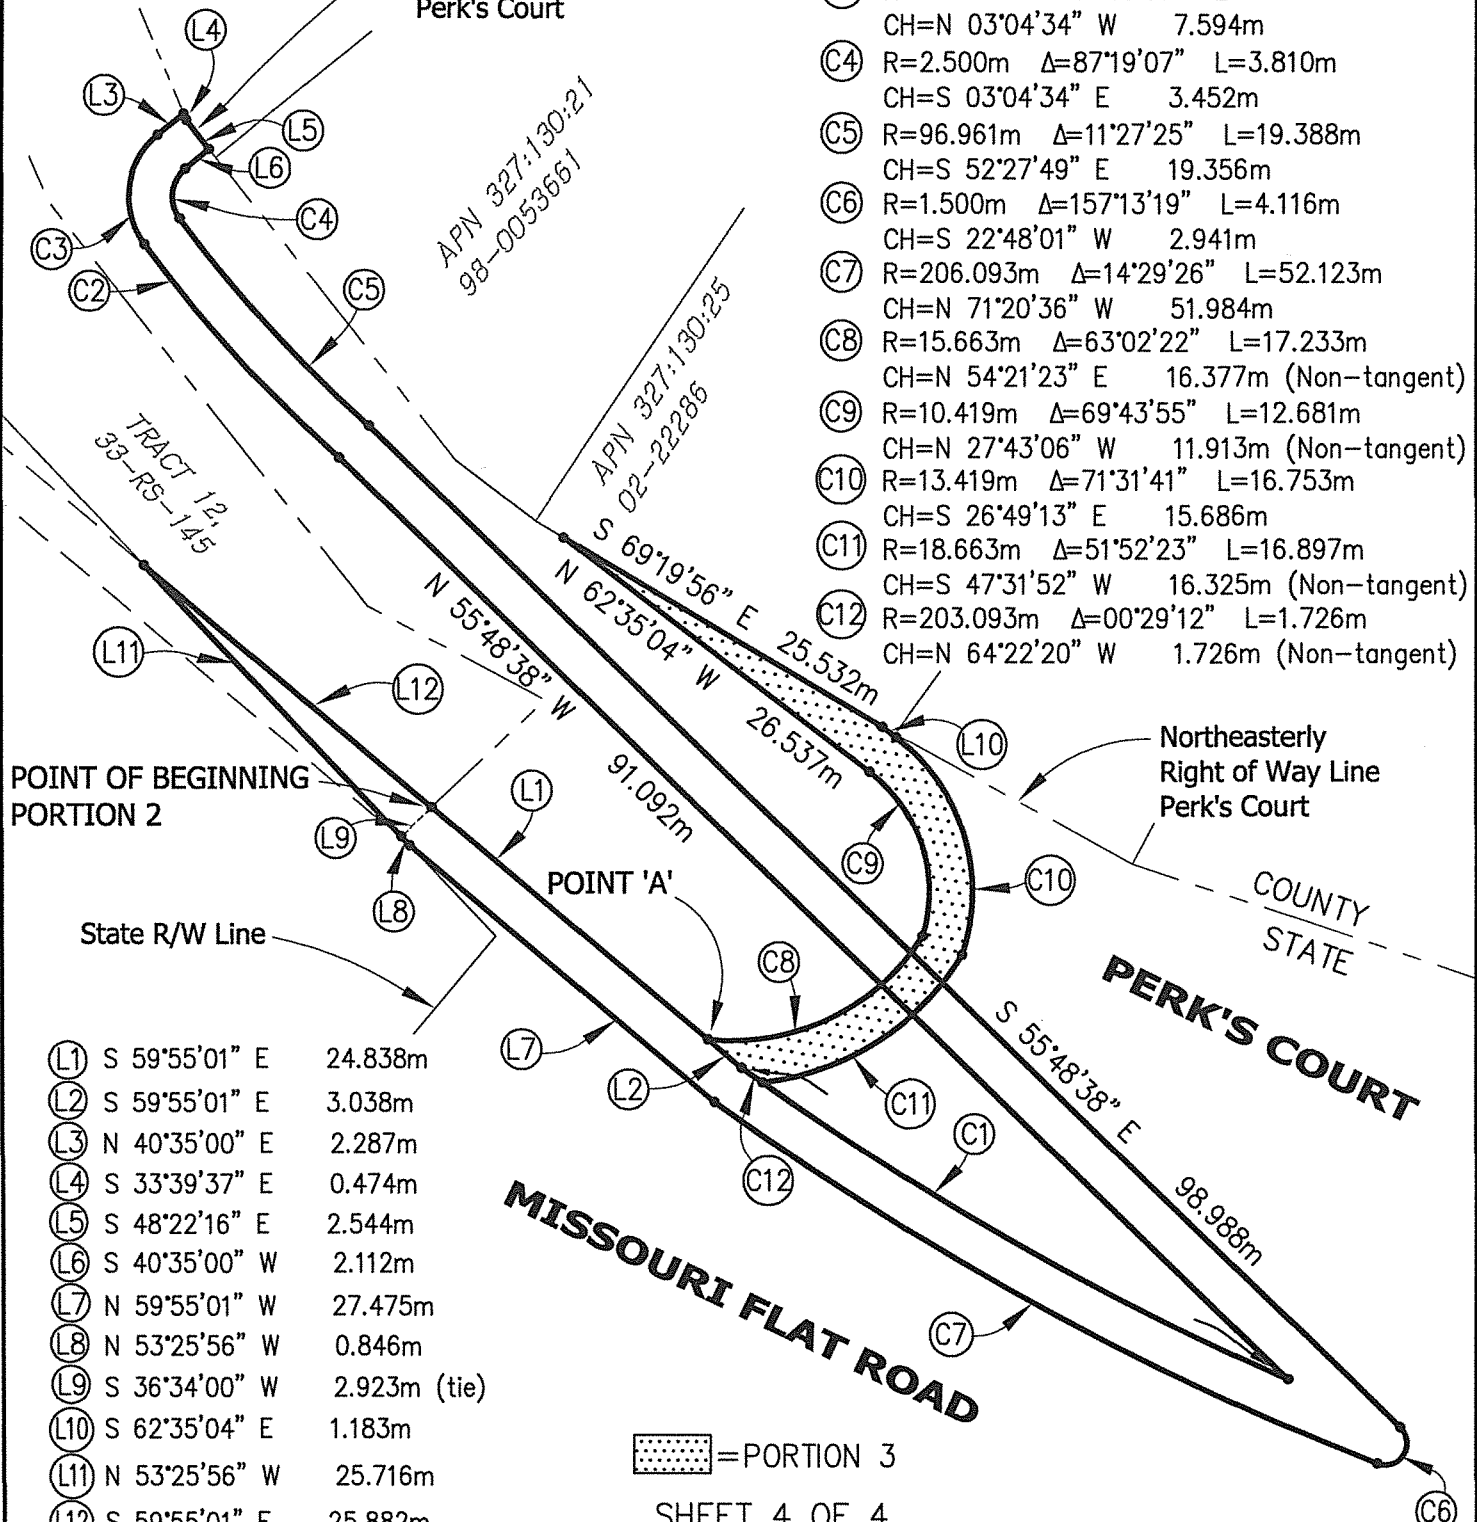 Perk's Court
CH=N 03°04'34" W 7.594m
C4 R=2.500m Δ=87°19'07" L=3.810m
CH=S 03°04'34" E 3.452m
C5 R=96.961m Δ=11°27'25" L=19.388m
CH=S 52°27'49" E 19.356m
C6 R=1.500m Δ=157°13'19" L=4.116m
CH=S 22°48'01" W 2.941m
C7 R=206.093m Δ=14°29'26" L=52.123m
CH=N 71°20'36" W 51.984m
C8 R=15.663m Δ=63°02'22" L=17.233m
CH=N 54°21'23" E 16.377m (Non-tangent)
C9 R=10.419m Δ=69°43'55" L=12.681m
CH=N 27°43'06" W 11.913m (Non-tangent)
C10 R=13.419m Δ=71°31'41" L=16.753m
CH=S 26°49'13" E 15.686m
C11 R=18.663m Δ=51°52'23" L=16.897m
CH=S 47°31'52" W 16.325m (Non-tangent)
C12 R=203.093m Δ=00°29'12" L=1.726m
CH=N 64°22'20" W 1.726m (Non-tangent)
L4
L3
L5
L6
C4
C3
C2
C5
APN 327:130:21
98-0053661
APN 327:130:25
02-22286
TRACT 12,
33-RS-145
S 69°19'56" E 25.532m
N 62°35'04" W 26.537m
N 55°48'38" W 91.092m
L11
L12
L10
Northeasterly
Right of Way Line
Perk's Court
POINT OF BEGINNING
PORTION 2
L1
L9
L8
C9
C10
POINT 'A'
COUNTY
STATE
State R/W Line
C8
PERK'S COURT
S 55°48'38" E 98.988m
L7
L2
C11
C12
C1
MISSOURI FLAT ROAD
C7
C6
L1 S 59°55'01" E 24.838m
L2 S 59°55'01" E 3.038m
L3 N 40°35'00" E 2.287m
L4 S 33°39'37" E 0.474m
L5 S 48°22'16" E 2.544m
L6 S 40°35'00" W 2.112m
L7 N 59°55'01" W 27.475m
L8 N 53°25'56" W 0.846m
L9 S 36°34'00" W 2.923m (tie)
L10 S 62°35'04" E 1.183m
L11 N 53°25'56" W 25.716m
L12 S 59°55'01" E 25.882m
=PORTION 3
SHEET 4 OF 4